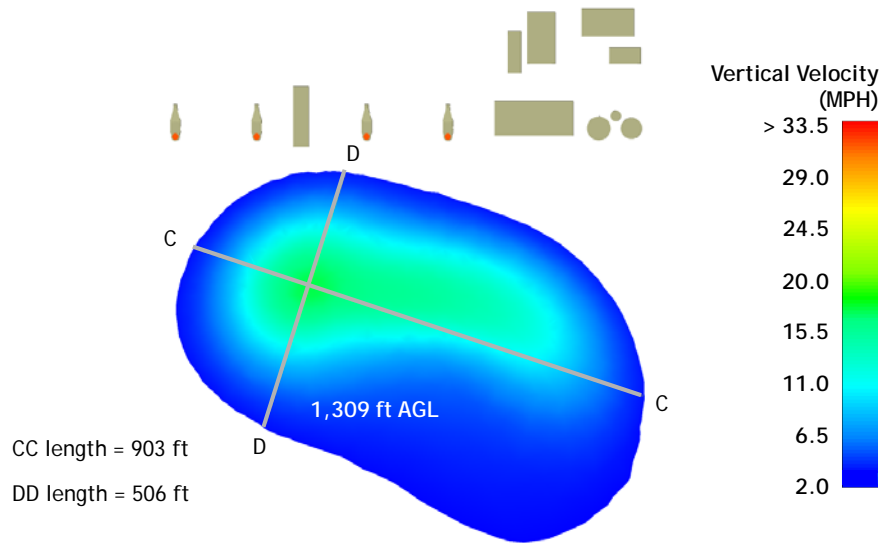 Vertical Velocity
(MPH)
> 33.5
29.0
24.5
20.0
15.5
11.0
6.5
2.0
D
C
1,309 ft AGL
C
D
CC length = 903 ft
DD length = 506 ft